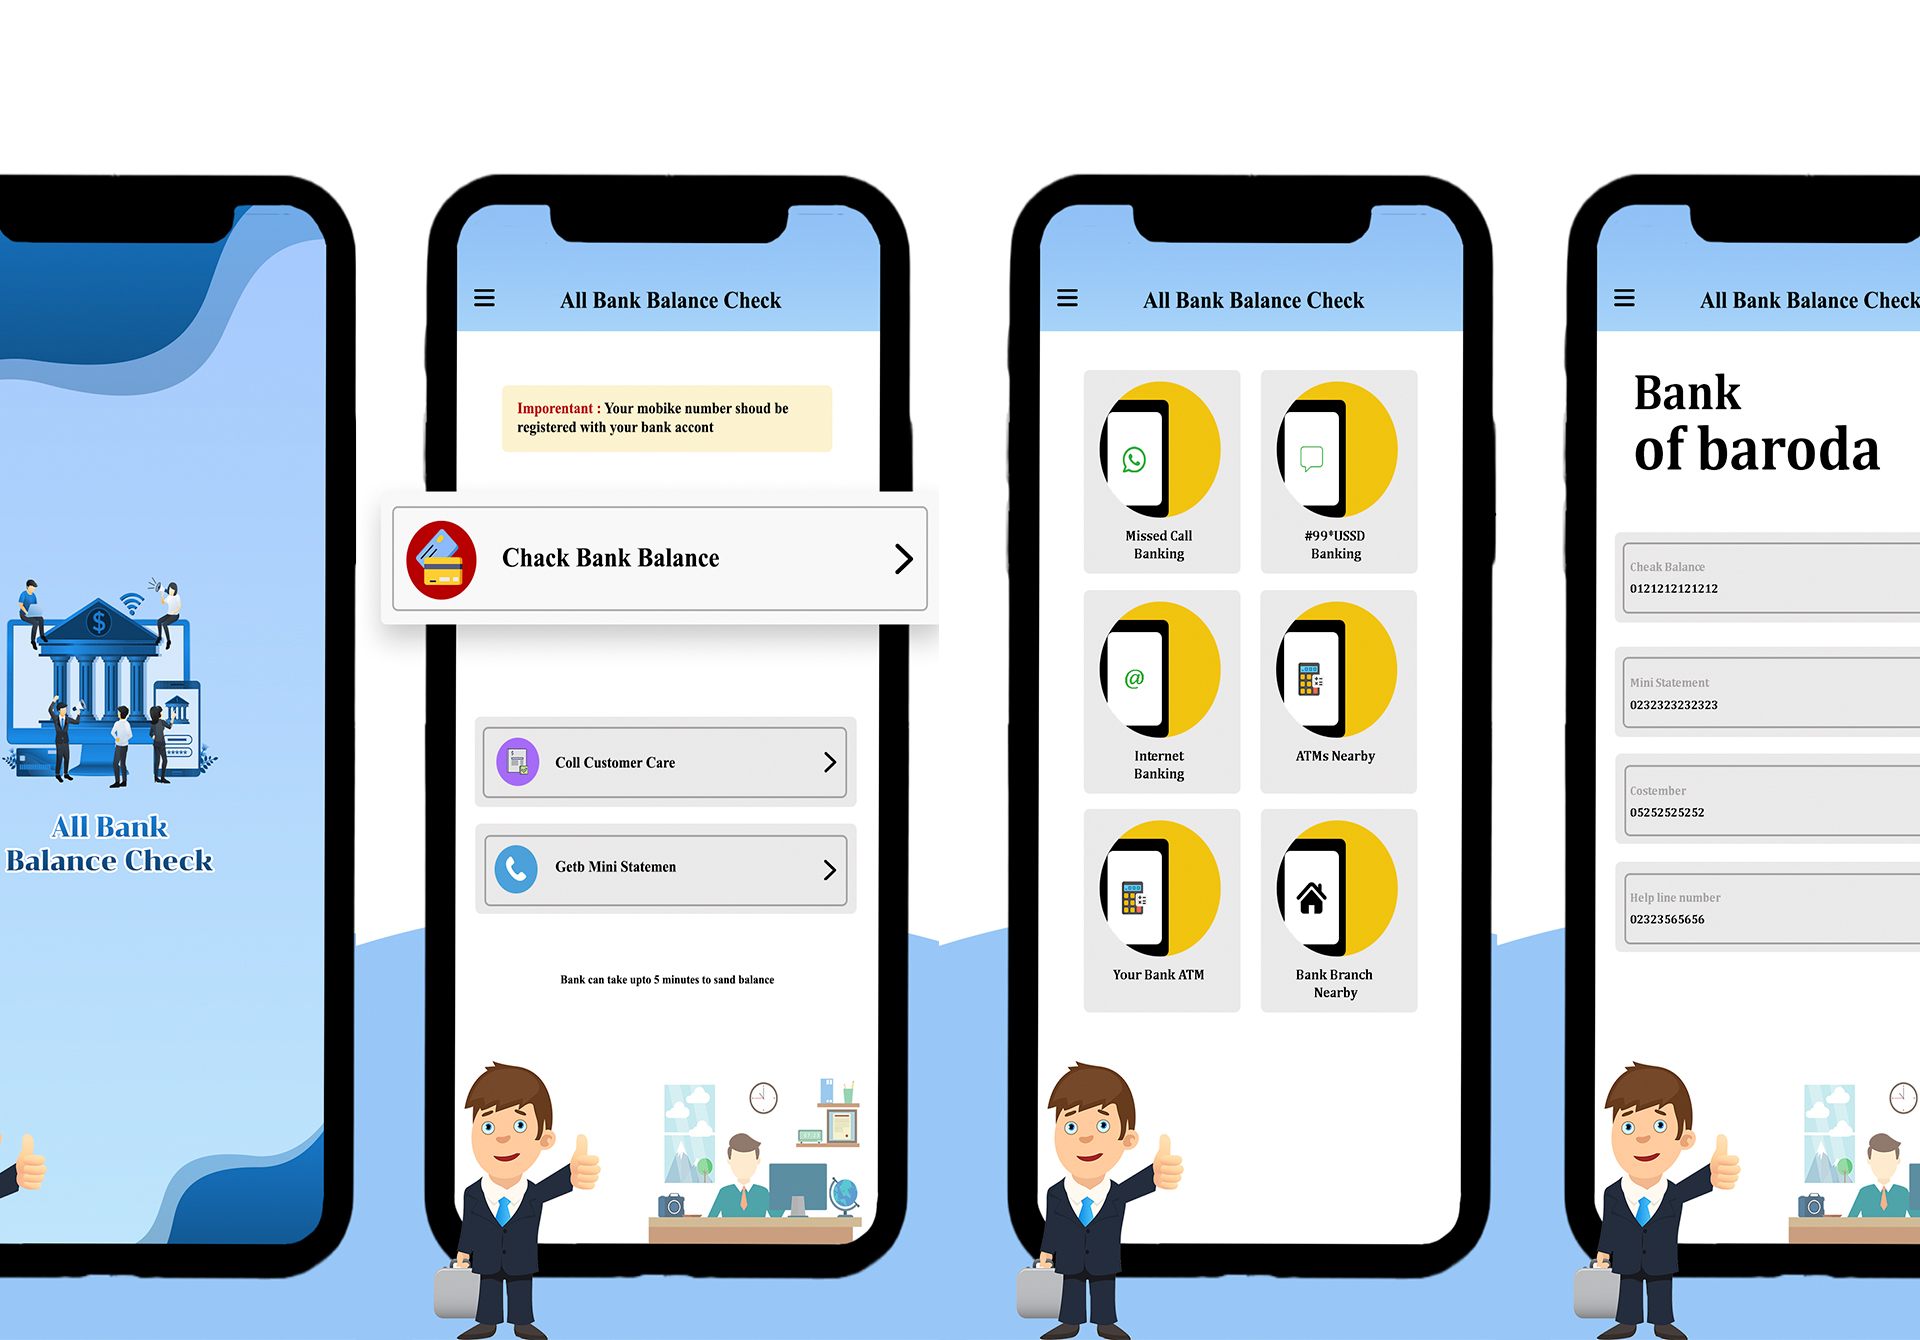 All Bank
Balance Check
All Bank Balance Check
Imporentant : Your mobike number shoud be
registered with your bank accont
Chack Bank Balance
Coll Customer Care
Getb Mini Statemen
Bank can take upto 5 minutes to sand balance
All Bank Balance Check
Missed Call
Banking
#99*USSD
Banking
Internet
Banking
ATMs Nearby
Your Bank ATM
Bank Branch
Nearby
All Bank Balance Check
Bank
of baroda
Cheak Balance
0121212121212
Mini Statement
0232323232323
Costember
05252525252
Help line number
02323565656